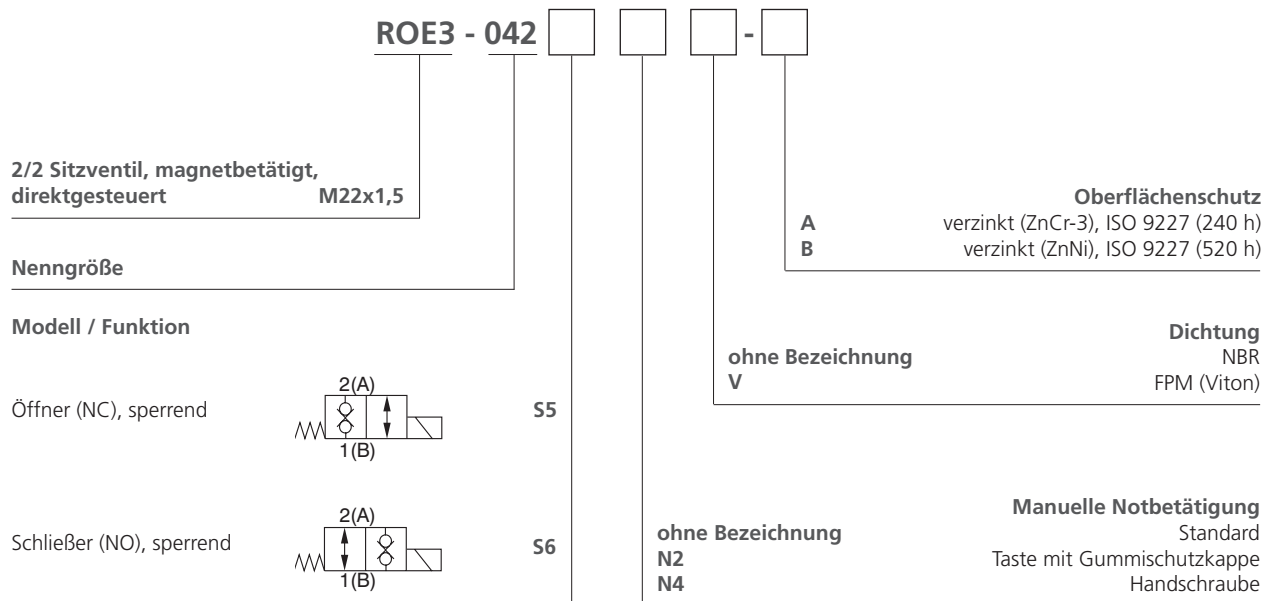 ROE3 - 042 -
2/2 Sitzventil, magnetbetätigt,
direktgesteuert M22x1,5
Oberflächenschutz
A verzinkt (ZnCr-3), ISO 9227 (240 h)
B verzinkt (ZnNi), ISO 9227 (520 h)
Nenngröße
Modell / Funktion
Dichtung
ohne Bezeichnung NBR
V FPM (Viton)
2(A)
Öffner (NC), sperrend S5
1(B)
Manuelle Notbetätigung
2(A)
ohne Bezeichnung Standard
Schließer (NO), sperrend S6
N2 Taste mit Gummischutzkappe
1(B)
N4 Handschraube